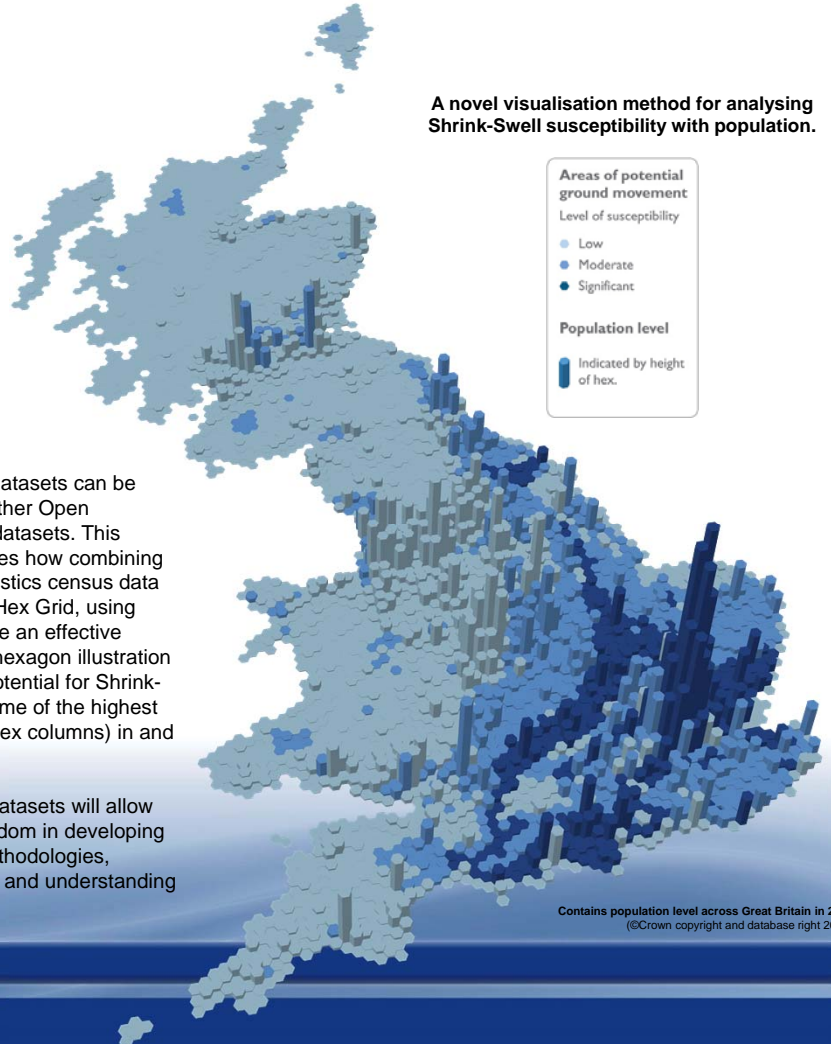 A novel visualisation method for analysing
Shrink-Swell susceptibility with population.
Areas of potential
ground movement
Level of susceptibility
Low
Moderate
Significant
Population level
Indicated by height
of hex.
atasets can be
ther Open
datasets. This
es how combining
istics census data
Hex Grid, using
e an effective
hexagon illustration
otential for Shrink-
me of the highest
ex columns) in and
atasets will allow
dom in developing
thodologies,
and understanding
Contains population level across Great Britain in 2
(©Crown copyright and database right 20